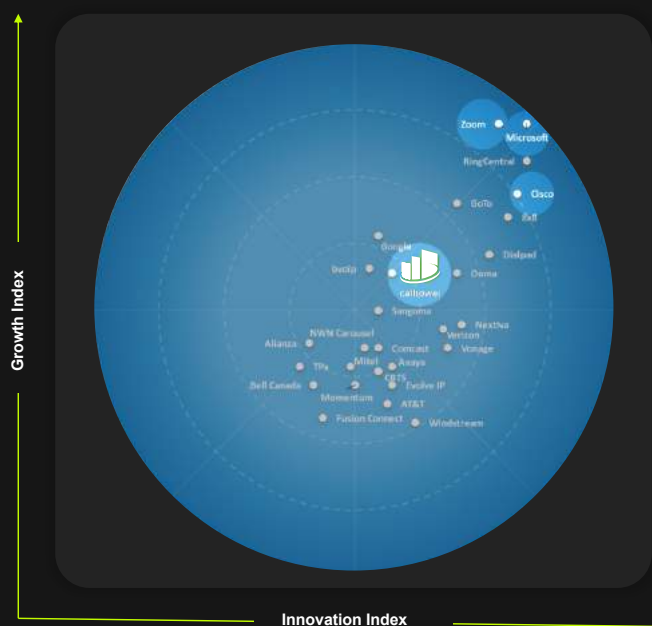 Growth Index
Zoom
Microsoft
RingCentral
Cisco
GoTo
8x8
Google
Dialpad
Ooma
Sangoma
Nextiva
Verizon
NWN Carousel
Alianza
Comcast
Vonage
Mitel
Avaya
TPx
CBTS
Bell Canada
Evolve IP
Momentum
AT&T
Fusion Connect
Windstream
Innovation Index